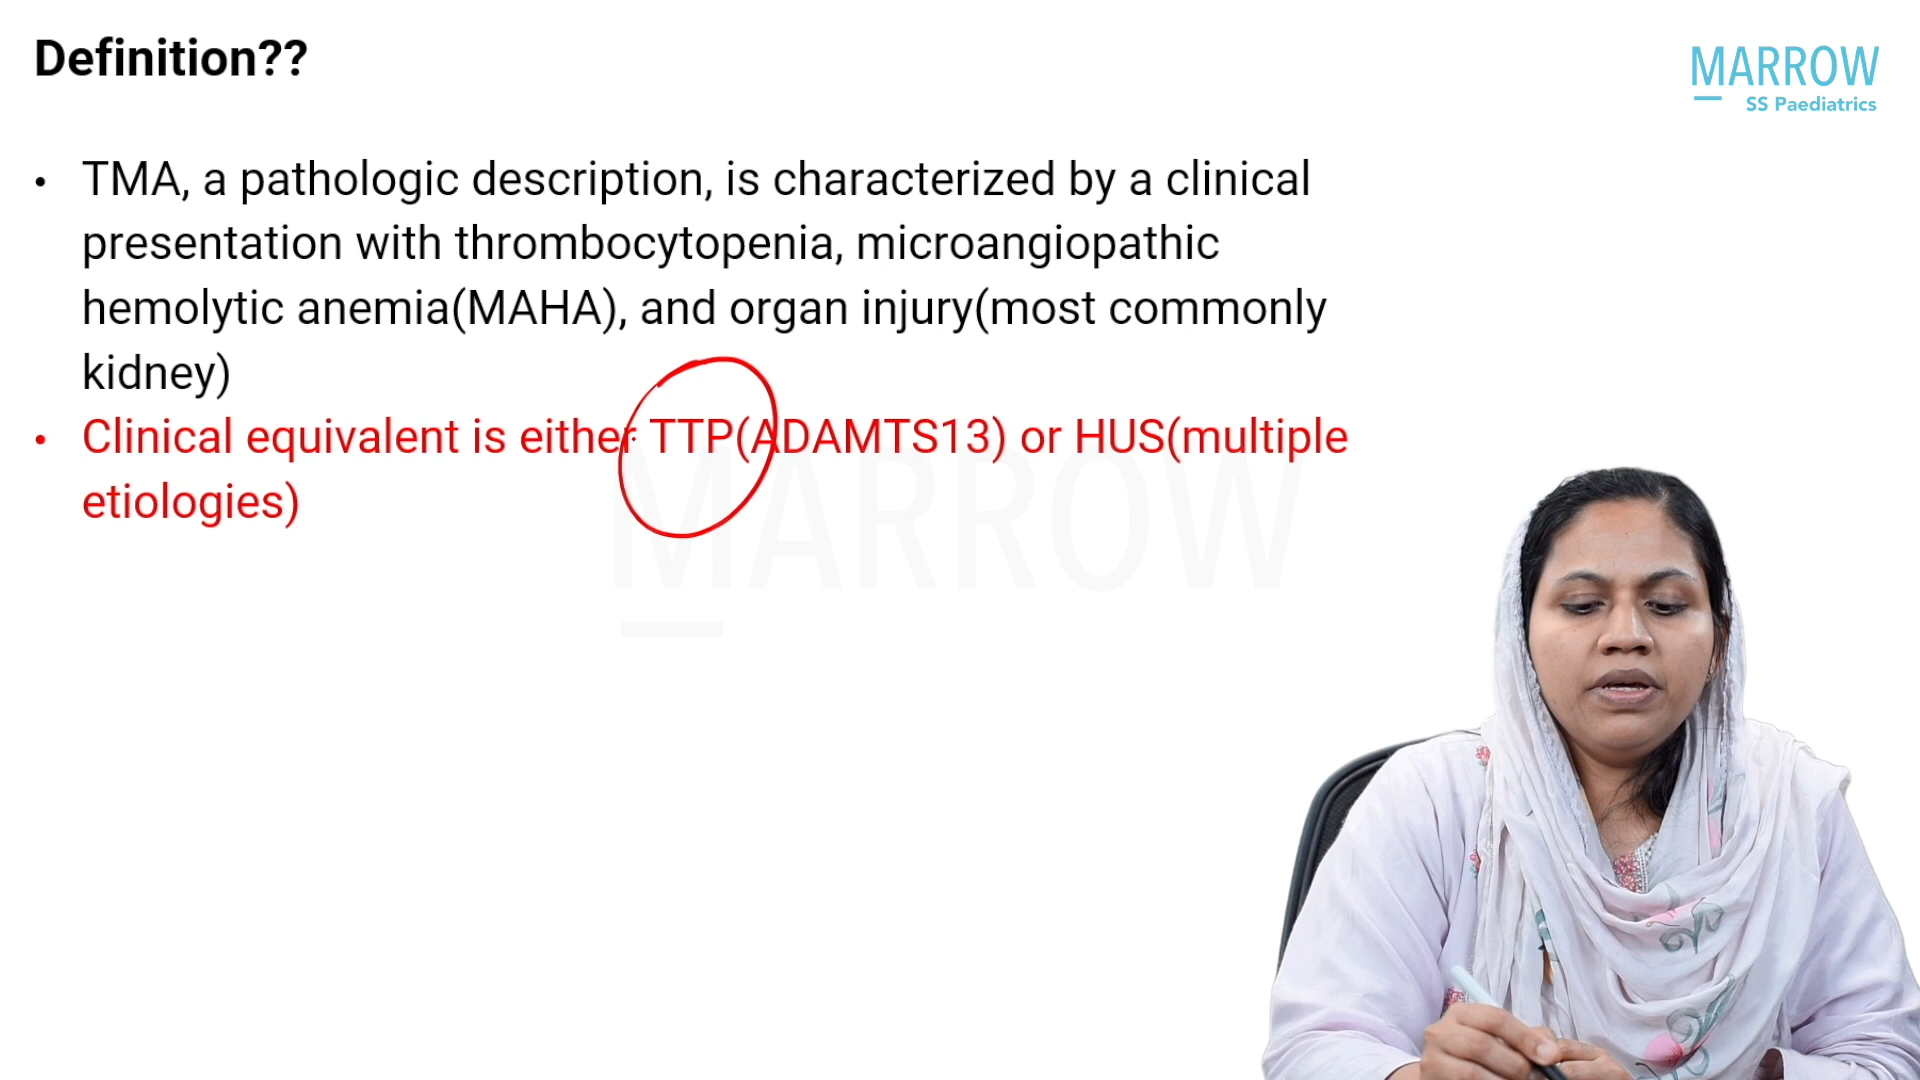 Definition??
MARROW
SS Paediatrics
• TMA, a pathologic description, is characterized by a clinical
presentation with thrombocytopenia, microangiopathic
hemolytic anemia(MAHA), and organ injury(most commonly
kidney)
• Clinical equivalent is either TTP(ADAMTS13) or HUS(multiple
etiologies)
MARROW